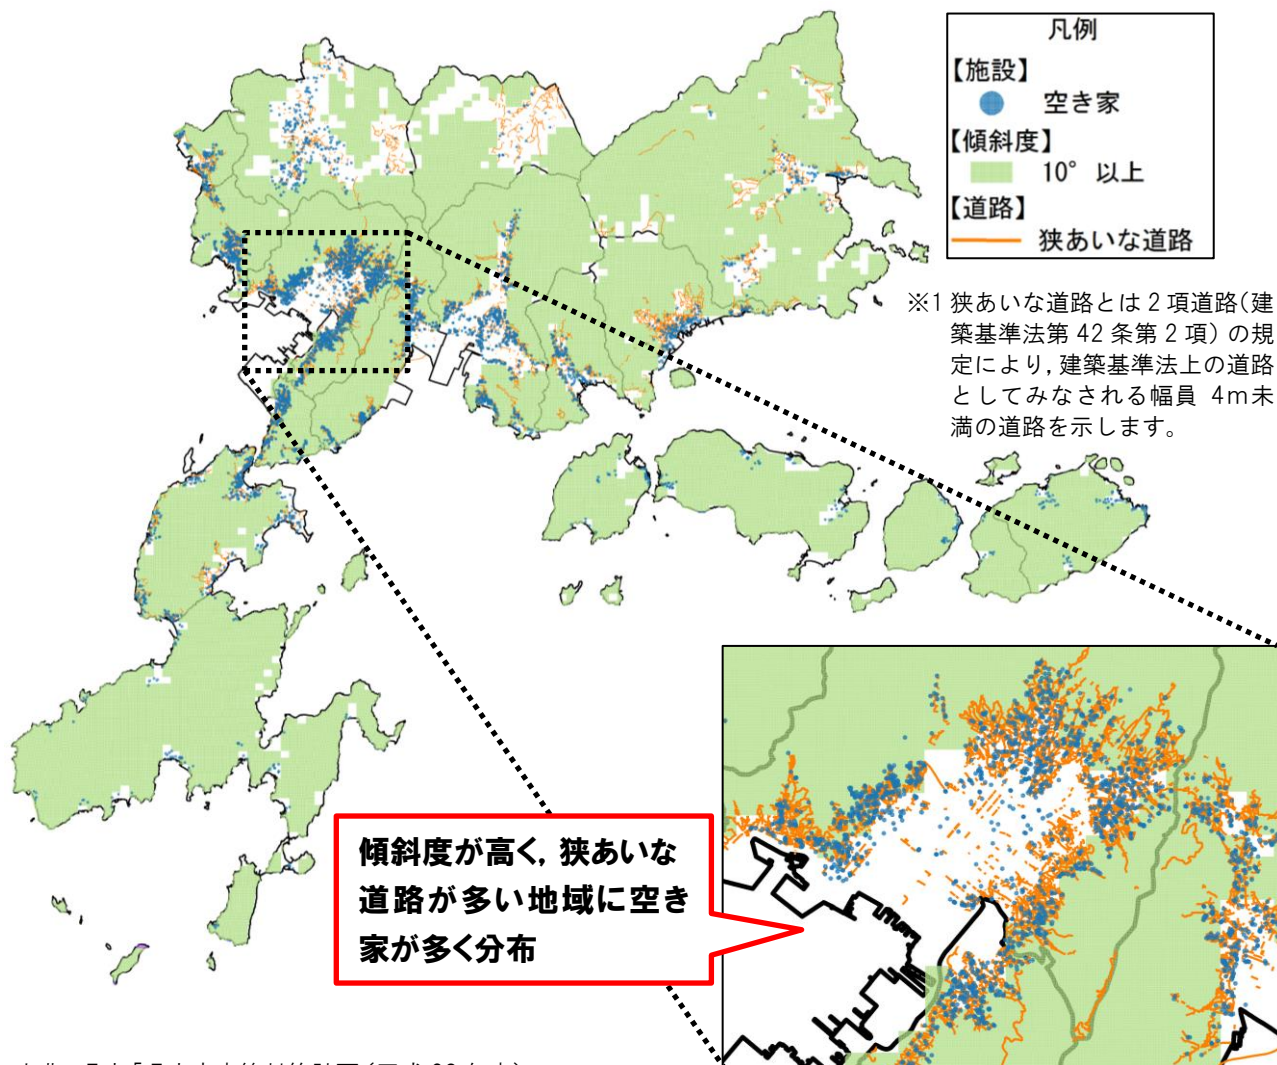 凡例
【施設】
空き家
【傾斜度】
10° 以上
【道路】
狭あいな道路
※1 狭あいな道路とは2項道路(建
築基準法第42条第2項)の規
定により,建築基準法上の道路
としてみなされる幅員 4m未
満の道路を示します。
傾斜度が高く,狭あいな
道路が多い地域に空き
家が多く分布